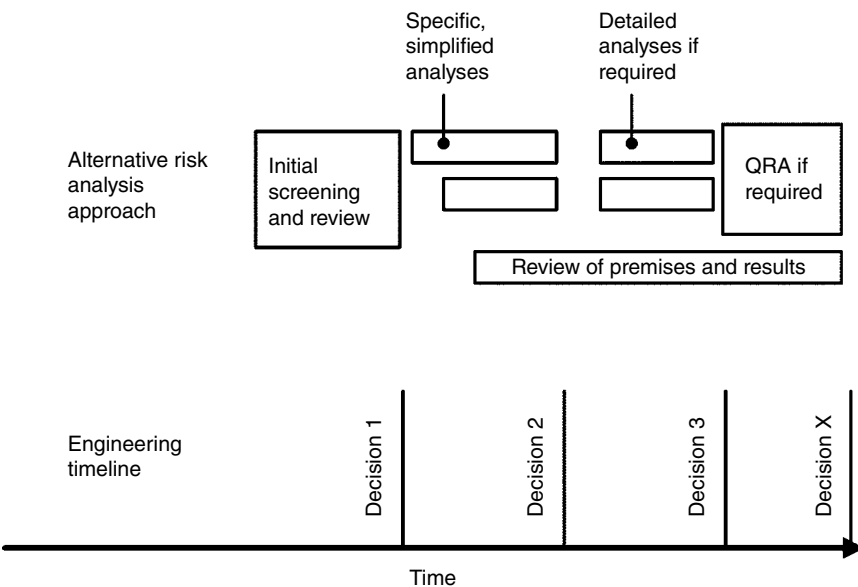 Specific,
simplified
analyses
Detailed
analyses if
required
Alternative risk
analysis
approach
Initial
screening
and review
QRA if
required
Review of premises and results
Engineering
timeline
Decision 1
Decision 2
Decision 3
Decision X
Time